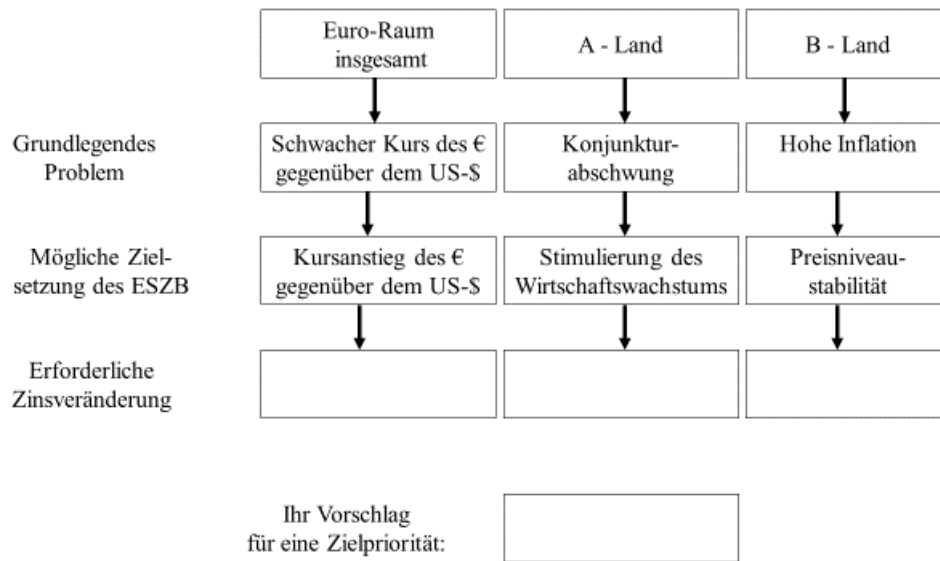 Euro-Raum
insgesamt
A - Land
B - Land
Grundlegendes
Problem
Schwacher Kurs des €
gegenüber dem US-$
Konjunktur-
abschwung
Hohe Inflation
Mögliche Ziel-
setzung des ESZB
Kursanstieg des €
gegenüber dem US-$
Stimulierung des
Wirtschaftswachstums
Preisniveau-
stabilität
Erforderliche
Zinsveränderung
Ihr Vorschlag
für eine Zielpriorität: